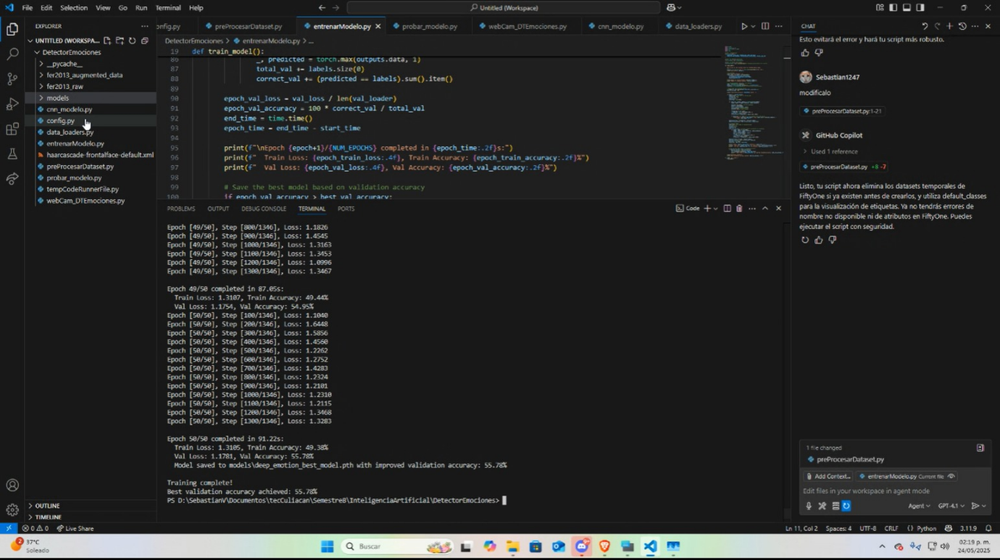 File Edit Selection View Go Run Terminal Help
Untitled (Workspace)
EXPLORER
UNTITLED (WORKSPA...
DetectorEmociones
__pycache__
fer2013_augmented_data
fer2013_raw
models
cnn_modelo.py
config.py
data_loaders.py
entrenarModelo.py
haarcascade-frontalface-default.xml
preProcesarDataset.py
probar_modelo.py
tempCodeRunnerFile.py
webCam_DTEmociones.py
OUTLINE
TIMELINE
onfig.py preProcesarDataset.py entrenarModelo.py probar_modelo.py webCam_DTEmociones.py cnn_modelo.py data_loaders.py
DetectorEmociones > entrenarModelo.py > ...
19 def train_model():
86 _, predicted = torch.max(outputs.data, 1)
87 total_val += labels.size(0)
88 correct_val += (predicted == labels).sum().item()
89
90 epoch_val_loss = val_loss / len(val_loader)
91 epoch_val_accuracy = 100 * correct_val / total_val
92 end_time = time.time()
93 epoch_time = end_time - start_time
94
95 print(f"\nEpoch {epoch+1}/{NUM_EPOCHS} completed in {epoch_time:.2f}s:")
96 print(f"  Train Loss: {epoch_train_loss:.4f}, Train Accuracy: {epoch_train_accuracy:.2f}%")
97 print(f"  Val Loss: {epoch_val_loss:.4f}, Val Accuracy: {epoch_val_accuracy:.2f}%")
98
99 # Save the best model based on validation accuracy
100 if epoch_val_accuracy > best_val_accuracy:
PROBLEMS OUTPUT DEBUG CONSOLE TERMINAL PORTS
Code
Epoch [49/50], Step [800/1346], Loss: 1.1826
Epoch [49/50], Step [900/1346], Loss: 1.4545
Epoch [49/50], Step [1000/1346], Loss: 1.3163
Epoch [49/50], Step [1100/1346], Loss: 1.3453
Epoch [49/50], Step [1200/1346], Loss: 1.0996
Epoch [49/50], Step [1300/1346], Loss: 1.3467
Epoch 49/50 completed in 87.05s:
Train Loss: 1.3107, Train Accuracy: 49.44%
Val Loss: 1.1754, Val Accuracy: 54.95%
Epoch [50/50], Step [100/1346], Loss: 1.1040
Epoch [50/50], Step [200/1346], Loss: 1.6448
Epoch [50/50], Step [300/1346], Loss: 1.5856
Epoch [50/50], Step [400/1346], Loss: 1.4560
Epoch [50/50], Step [500/1346], Loss: 1.2262
Epoch [50/50], Step [600/1346], Loss: 1.2752
Epoch [50/50], Step [700/1346], Loss: 1.4283
Epoch [50/50], Step [800/1346], Loss: 1.2324
Epoch [50/50], Step [900/1346], Loss: 1.2101
Epoch [50/50], Step [1000/1346], Loss: 1.2310
Epoch [50/50], Step [1100/1346], Loss: 1.2115
Epoch [50/50], Step [1200/1346], Loss: 1.3468
Epoch [50/50], Step [1300/1346], Loss: 1.3283
Epoch 50/50 completed in 91.22s:
Train Loss: 1.3105, Train Accuracy: 49.38%
Val Loss: 1.1781, Val Accuracy: 55.78%
Model saved to models\deep_emotion_best_model.pth with improved validation accuracy: 55.78%
Training complete!
Best validation accuracy achieved: 55.78%
PS D:\SebastianV\Documentos\tecCuliacan\Semestre8\InteligenciaArtificial\DetectorEmociones>
CHAT
Esto evitará el error y hará tu script más robusto.
Sebastian1247
modificalo
preProcesarDataset.py:1-21
GitHub Copilot
Used 1 reference
preProcesarDataset.py +8 -7
Listo, tu script ahora elimina los datasets temporales de
FiftyOne si ya existen antes de crearlos, y utiliza default_classes
para la visualización de etiquetas. Ya no tendrás errores de
nombre no disponible ni de atributos en FiftyOne. Puedes
ejecutar el script con seguridad.
1 file changed
preProcesarDataset.py
Add Context... entrenarModelo.py Current file
Edit files in your workspace in agent mode
Agent GPT-4.1
0 0 Live Share
Ln 11, Col 2 Spaces: 4 UTF-8 CRLF {} Python 3.11.9
2
37°C
Soleado
Buscar
02:19 p. m.
24/05/2025